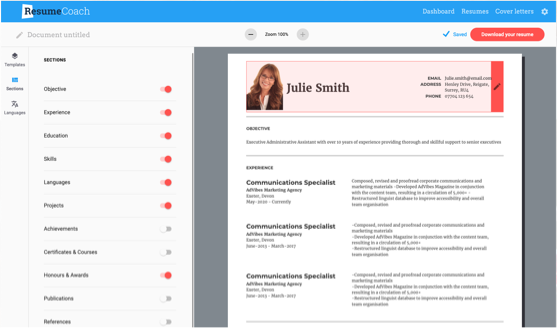 ResumeCoach
Dashboard Resumes Cover letters
Document untitled
Zoom 100%
Saved
Download your resume
Templates
Sections
Languages
SECTIONS
Objective
Experience
Education
Skills
Languages
Projects
Achievements
Certificates & Courses
Honours & Awards
Publications
References
Julie Smith
EMAIL Julie.smith@email.com
ADDRESS Henley Drive, Reigate,
Surrey, 8U4
PHONE 07704 123 654
OBJECTIVE
Executive Administrative Assistant with over 10 years of experience providing thorough and skillful support to senior executives
EXPERIENCE
Communications Specialist
AdVibes Marketing Agency
Exeter, Devon
May- 2020 - Currently
Composed, revised and proofread corporate communications and
marketing materials -Developed AdVibes Magazine in conjunction
with the content team, resulting in a circulation of 5,000+ -
Restructured linguist database to improve accessibility and overall
team organisation
Communications Specialist
AdVibes Marketing Agency
Exeter, Devon
June- 2015 - March -2017
-Composed, revised and proofread corporate communications and
marketing materials
-Developed AdVibes Magazine in conjunction with the content team,
resulting in a circulation of 5,000+
-Restructured linguist database to improve accessibility and overall
team organisation
Communications Specialist
AdVibes Marketing Agency
Exeter, Devon
June- 2015 - March -2017
-Composed, revised and proofread corporate communications and
marketing materials
-Developed AdVibes Magazine in conjunction with the content team,
resulting in a circulation of 5,000+
-Restructured linguist database to improve accessibility and overall
team organisation